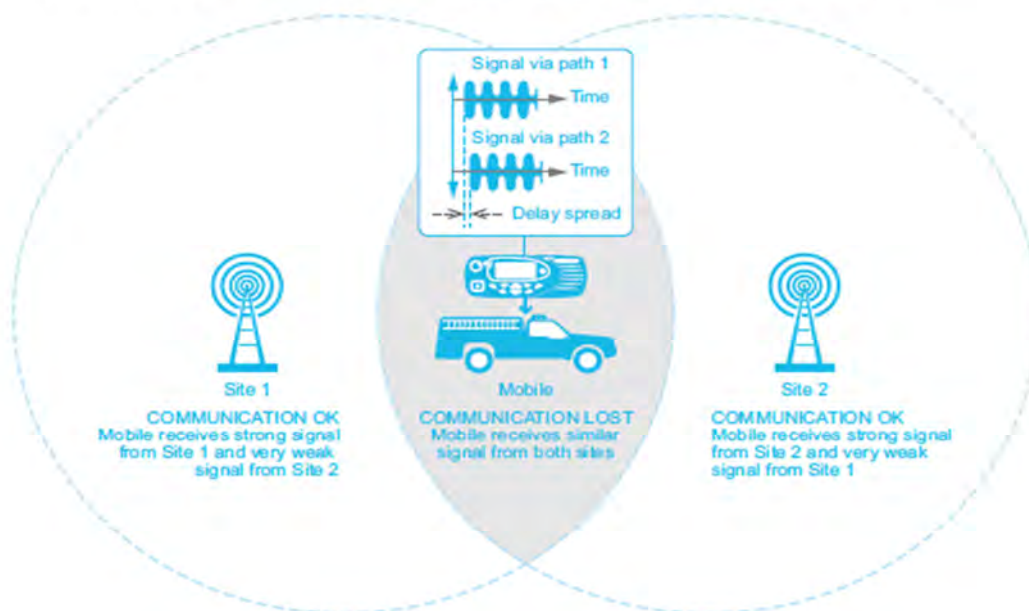 Signal via path 1
Time
Signal via path 2
Time
Delay spread
Site 1
COMMUNICATION OK
Mobile receives strong signal
from Site 1 and very weak
signal from Site 2
Mobile
COMMUNICATION LOST
Mobile receives similar
signal from both sites
Site 2
COMMUNICATION OK
Mobile receives strong signal
from Site 2 and very weak
signal from Site 1